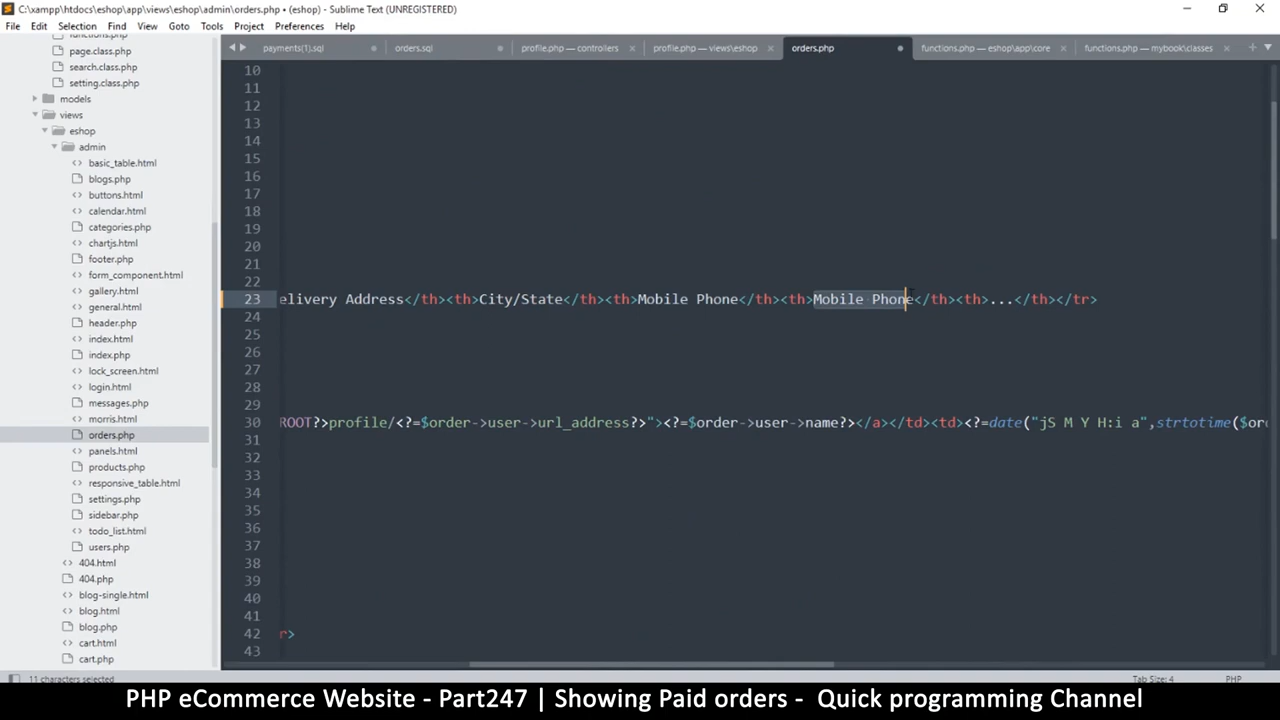 C:\xampp\htdocs\eshop\app\views\eshop\admin\orders.php • (eshop) - Sublime Text (UNREGISTERED)
File Edit Selection Find View Goto Tools Project Preferences Help
payments(1).sql orders.sql profile.php — controllers profile.php — views\eshop orders.php functions.php — eshop\app\core functions.php — mybook\classes
functions.php
page.class.php
search.class.php
setting.class.php
models
views
eshop
admin
basic_table.html
blogs.php
buttons.html
calendar.html
categories.php
chartjs.html
footer.php
form_component.html
gallery.html
general.html
header.php
index.html
index.php
lock_screen.html
login.html
messages.php
morris.html
orders.php
panels.html
products.php
responsive_table.html
settings.php
sidebar.php
todo_list.html
users.php
404.html
404.php
blog-single.html
blog.html
blog.php
cart.html
cart.php
10
11
12
13
14
15
16
17
18
19
20
21
22
23 elivery Address</th><th>City/State</th><th>Mobile Phone</th><th>Mobile Phone</th><th>...</th></tr>
24
25
26
27
28
29
30 ROOT?>profile/<?=$order->user->url_address?>"><?=$order->user->name?></a></td><td><?=date("jS M Y H:i a",strtotime($ord
31
32
33
34
35
36
37
38
39
40
41
42 r>
43
11 characters selected Tab Size: 4 PHP
PHP eCommerce Website - Part247 | Showing Paid orders - Quick programming Channel